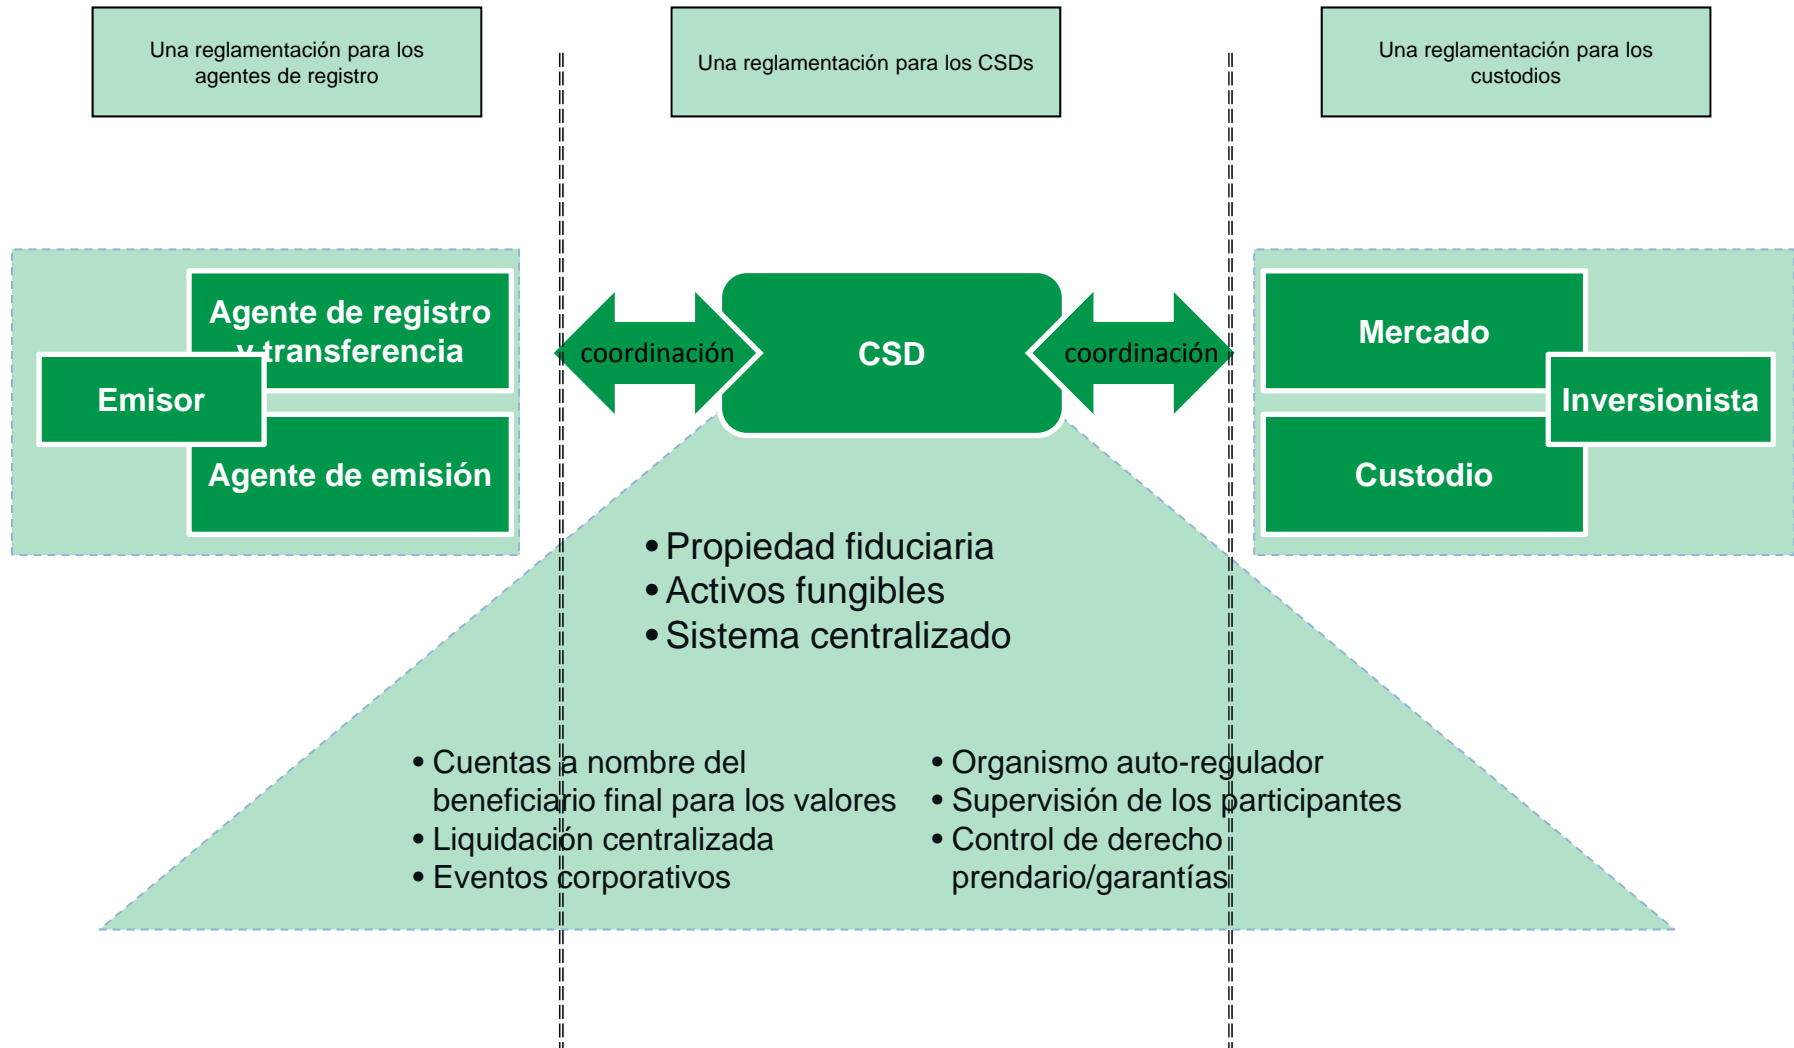 Una reglamentación para los
agentes de registro
Una reglamentación para los CSDs
Una reglamentación para los
custodios
Agente de registro
y transferencia
Emisor
Agente de emisión
coordinación
CSD
coordinación
Mercado
Inversionista
Custodio
• Propiedad fiduciaria
• Activos fungibles
• Sistema centralizado
• Cuentas a nombre del
beneficiario final para los valores
• Liquidación centralizada
• Eventos corporativos
• Organismo auto-regulador
• Supervisión de los participantes
• Control de derecho
prendario/garantías